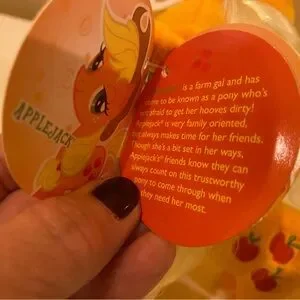 APPLEJACK
is a farm gal and has
come to be known as a pony who's
afraid to get her hooves dirty!
Applejack® is very family oriented,
but always makes time for her friends.
Though she's a bit set in her ways,
Applejack's® friends know they can
always count on this trustworthy
pony to come through when
they need her most.